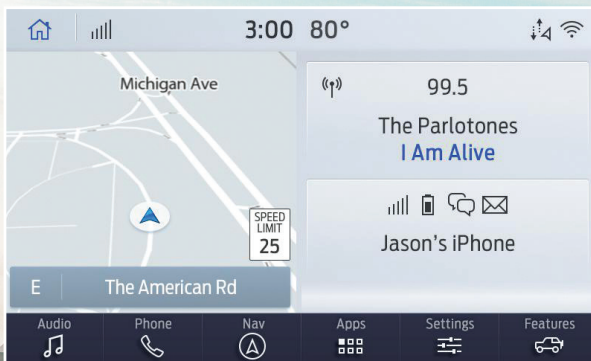 3:00 80°
Michigan Ave
SPEED
LIMIT
25
E The American Rd
99.5
The Parlotones
I Am Alive
Jason's iPhone
Audio Phone Nav Apps Settings Features